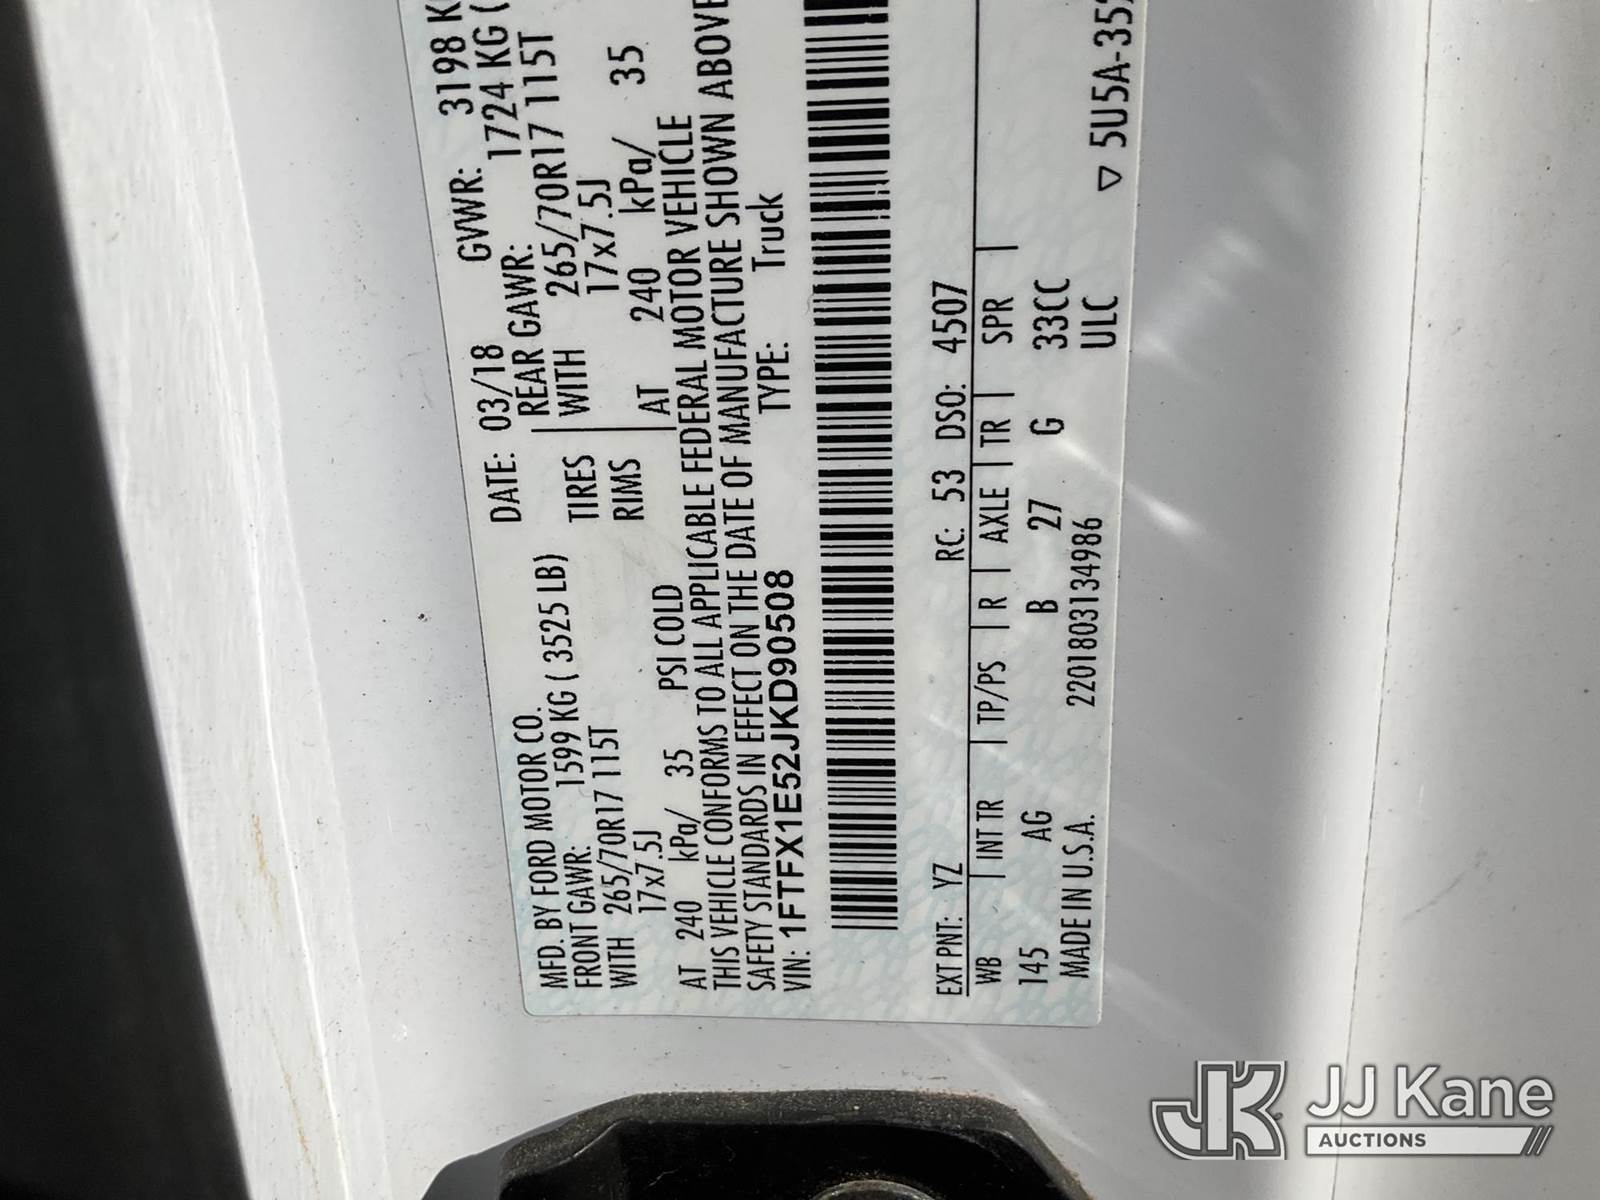 MFD. BY FORD MOTOR CO.
DATE: 03/18 GVWR: 3198
FRONT GAWR: 1599 KG ( 3525 LB)
REAR GAWR: 1724 KG (
WITH 265/70R17 115T
TIRES
WITH 265/70R17 115T
17x7.5J
RIMS
17x7.5J
AT 240 kPa/ 35 PSI COLD
AT 240 kPa/ 35
THIS VEHICLE CONFORMS TO ALL APPLICABLE FEDERAL MOTOR VEHICLE
SAFETY STANDARDS IN EFFECT ON THE DATE OF MANUFACTURE SHOWN ABOVE
VIN: 1FTFX1E52JKD90508 TYPE: Truck
EXT PNT: YZ RC: 53 DSO: 4507
WB | INT TR | TP/PS | R | AXLE | TR | SPR |
145 AG B 27 G 33CC
MADE IN U.S.A. 2201803134986 ULC
▽ 5U5A-35
JK JJ Kane
AUCTIONS